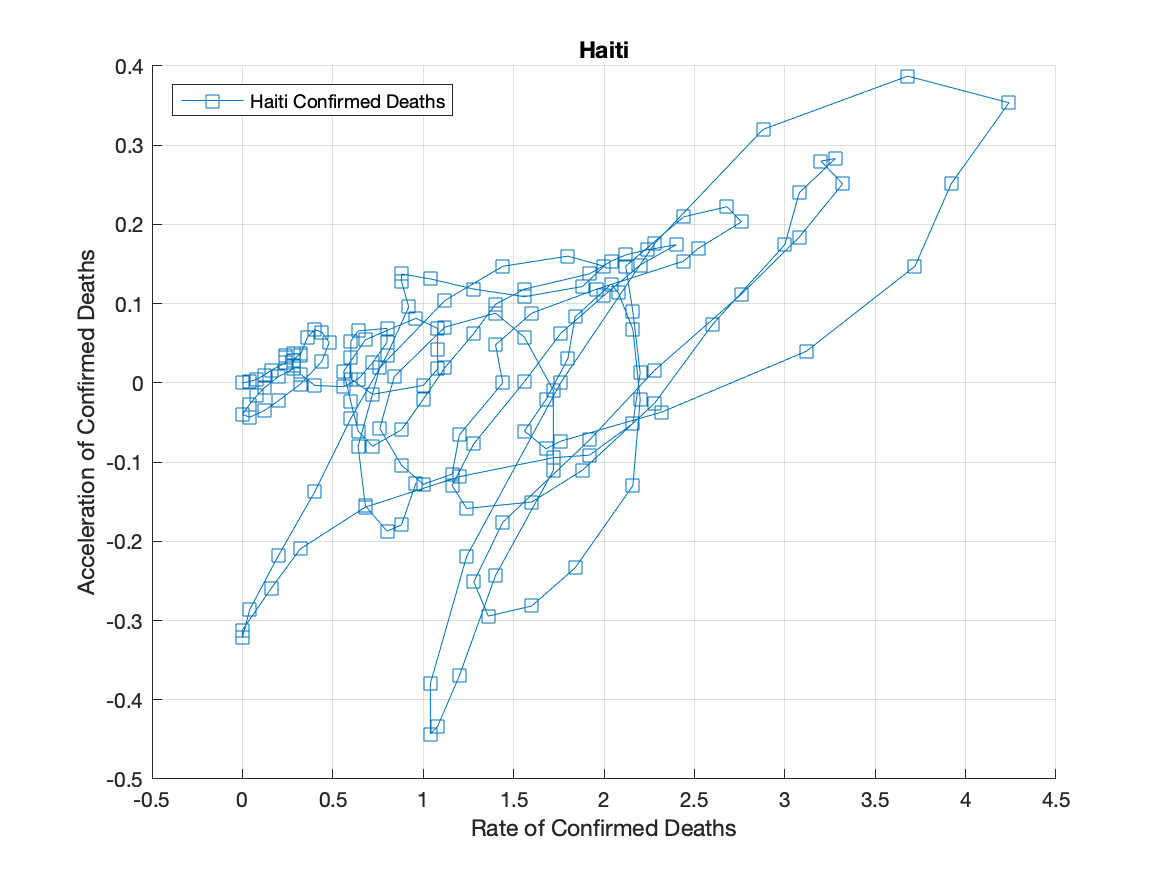 Haiti
Haiti Confirmed Deaths
0.4
0.3
0.2
0.1
0
-0.1
-0.2
-0.3
-0.4
-0.5
-0.5 0 0.5 1 1.5 2 2.5 3 3.5 4 4.5
Rate of Confirmed Deaths
Acceleration of Confirmed Deaths